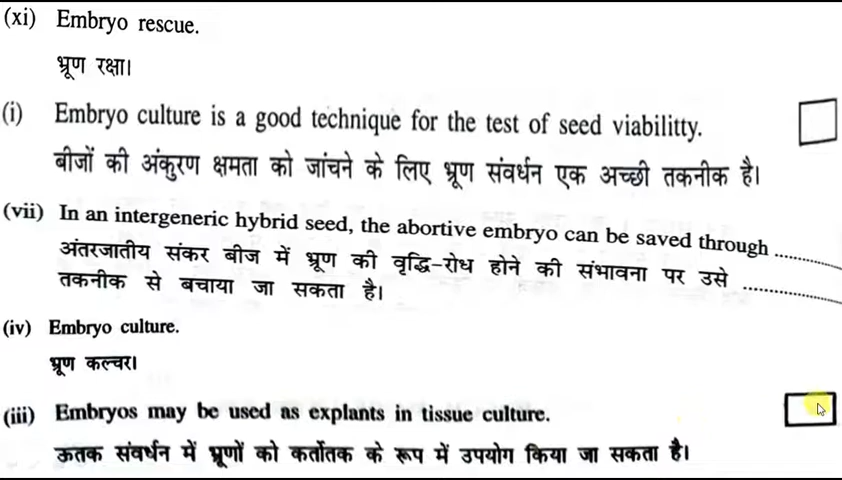 (xi) Embryo rescue.
भ्रूण रक्षा।
(i) Embryo culture is a good technique for the test of seed viabilitty.
बीजों की अंकुरण क्षमता को जांचने के लिए भ्रूण संवर्धन एक अच्छी तकनीक है।
(vii) In an intergeneric hybrid seed, the abortive embryo can be saved through ............
अंतरजातीय संकर बीज में भ्रूण की वृद्धि-रोध होने की संभावना पर उसे ..................
तकनीक से बचाया जा सकता है।
(iv) Embryo culture.
भ्रूण कल्चर।
(iii) Embryos may be used as explants in tissue culture.
ऊतक संवर्धन में भ्रूणों को कर्तोतक के रूप में उपयोग किया जा सकता है।